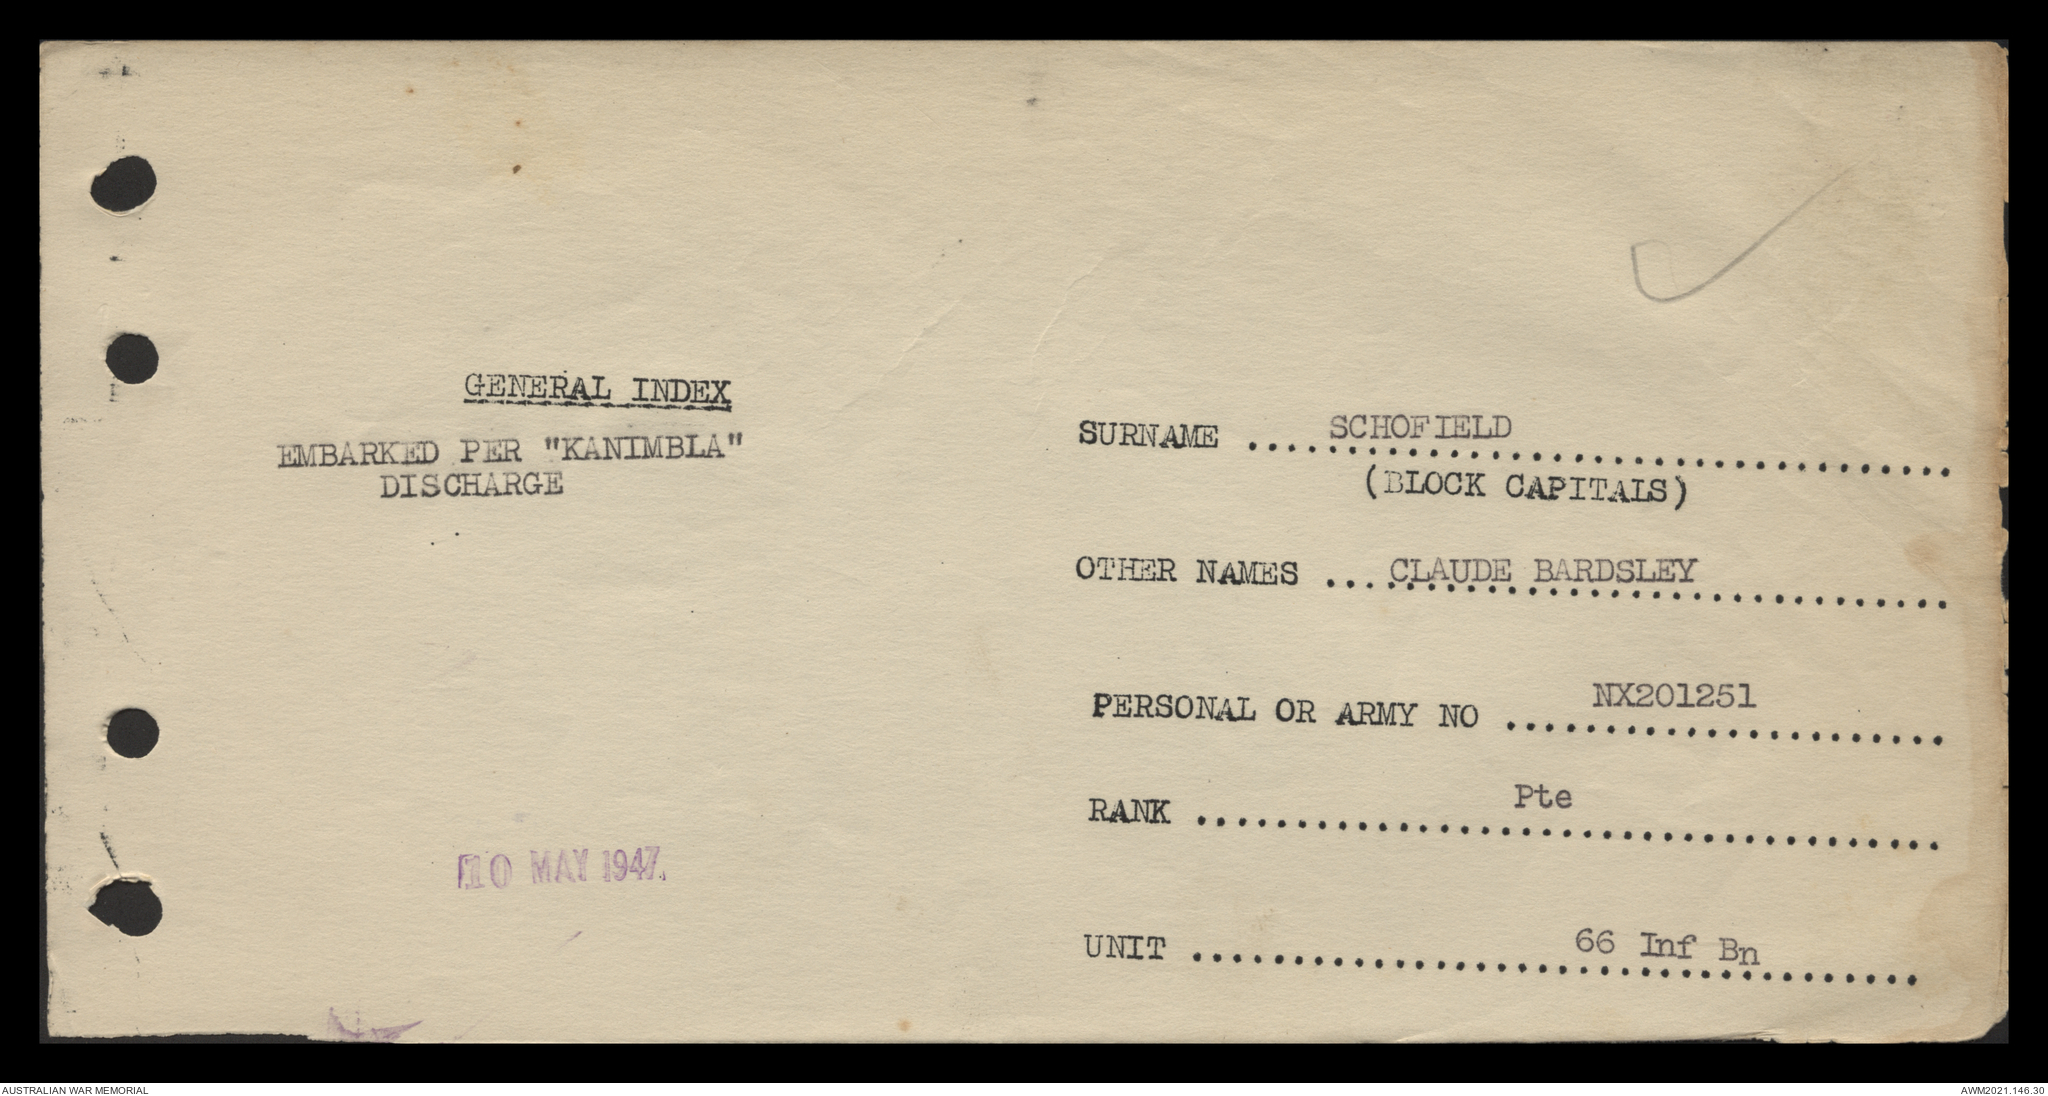 GENERAL INDEX
EMBARKED PER "KANIMBLA"
DISCHARGE
10 MAY 1947.
SURNAME .... SCHOFIELD
(BLOCK CAPITALS)
OTHER NAMES .... CLAUDE BARDSLEY
PERSONAL OR ARMY NO .... NX201251
RANK .... Pte
UNIT .... 66 Inf Bn
AUSTRALIAN WAR MEMORIAL
AWM2021.146.30